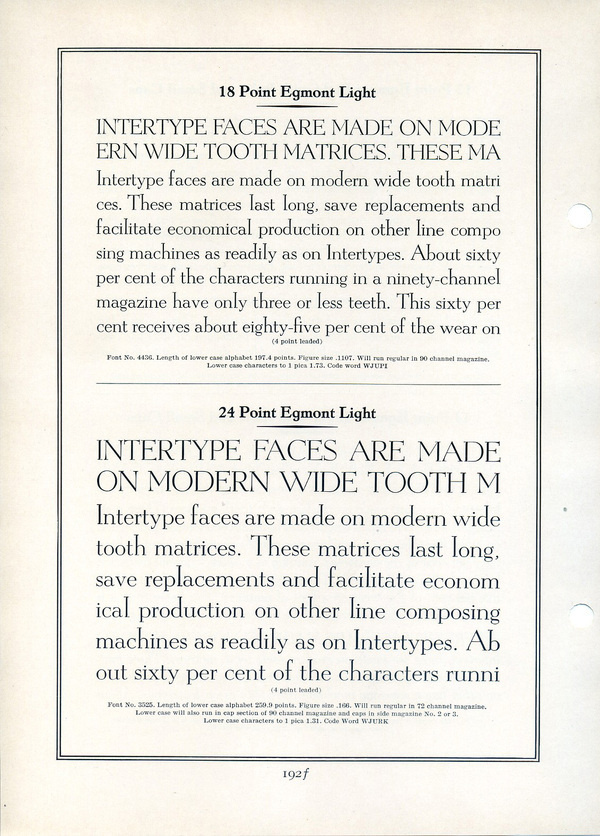 18 Point Egmont Light
INTERTYPE FACES ARE MADE ON MODE
ERN WIDE TOOTH MATRICES. THESE MA
Intertype faces are made on modern wide tooth matri
ces. These matrices last long, save replacements and
facilitate economical production on other line compo
sing machines as readily as on Intertypes. About sixty
per cent of the characters running in a ninety-channel
magazine have only three or less teeth. This sixty per
cent receives about eighty-five per cent of the wear on
(4 point leaded)
Font No. 4436. Length of lower case alphabet 197.4 points. Figure size .1107. Will run regular in 90 channel magazine.
Lower case characters to 1 pica 1.73. Code word WJUPI
24 Point Egmont Light
INTERTYPE FACES ARE MADE
ON MODERN WIDE TOOTH M
Intertype faces are made on modern wide
tooth matrices. These matrices last long,
save replacements and facilitate econom
ical production on other line composing
machines as readily as on Intertypes. Ab
out sixty per cent of the characters runni
(4 point leaded)
Font No. 3525. Length of lower case alphabet 259.9 points. Figure size .166. Will run regular in 72 channel magazine.
Lower case will also run in cap section of 90 channel magazine and caps in side magazine No. 2 or 3.
Lower case characters to 1 pica 1.31. Code Word WJURK
192f